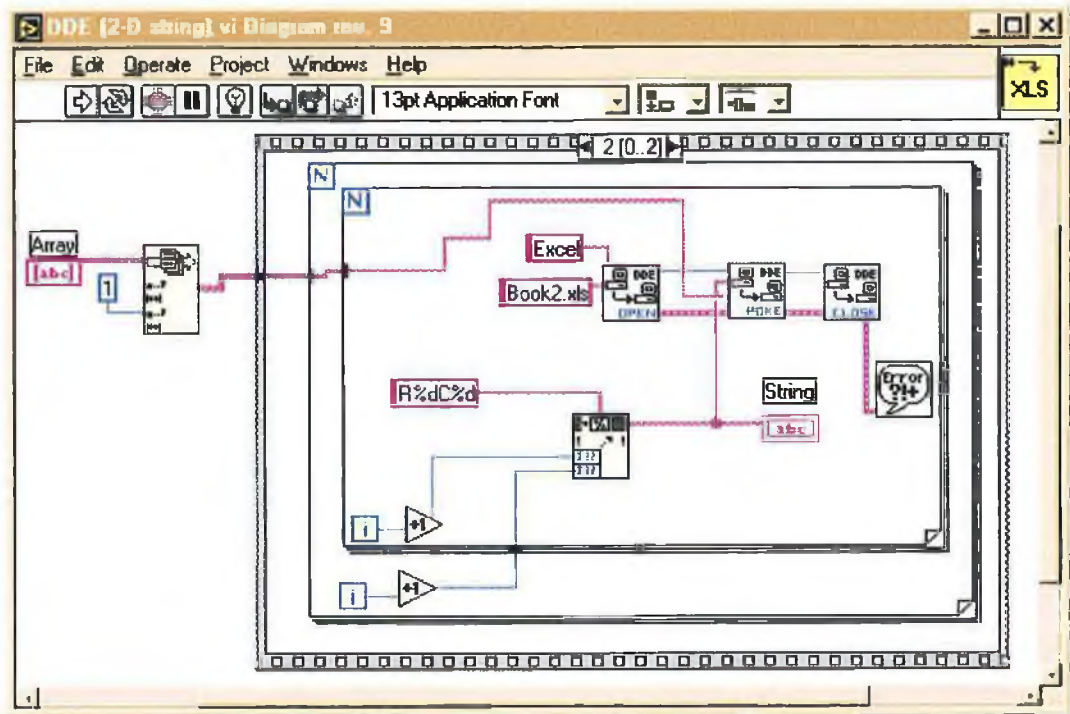 DDE (2-D string) vi Diagram rev. 9
File Edit Operate Project Windows Help
XLS
13pt Application Font
2 [0..2]
N
N
Array
[abc]
1
Excel
Book2.xls
DDE
OPEN
DDE
POKE
DDE
CLOSE
Error
?!+
R%dC%d
String
abc
%
i
+1
i
+1